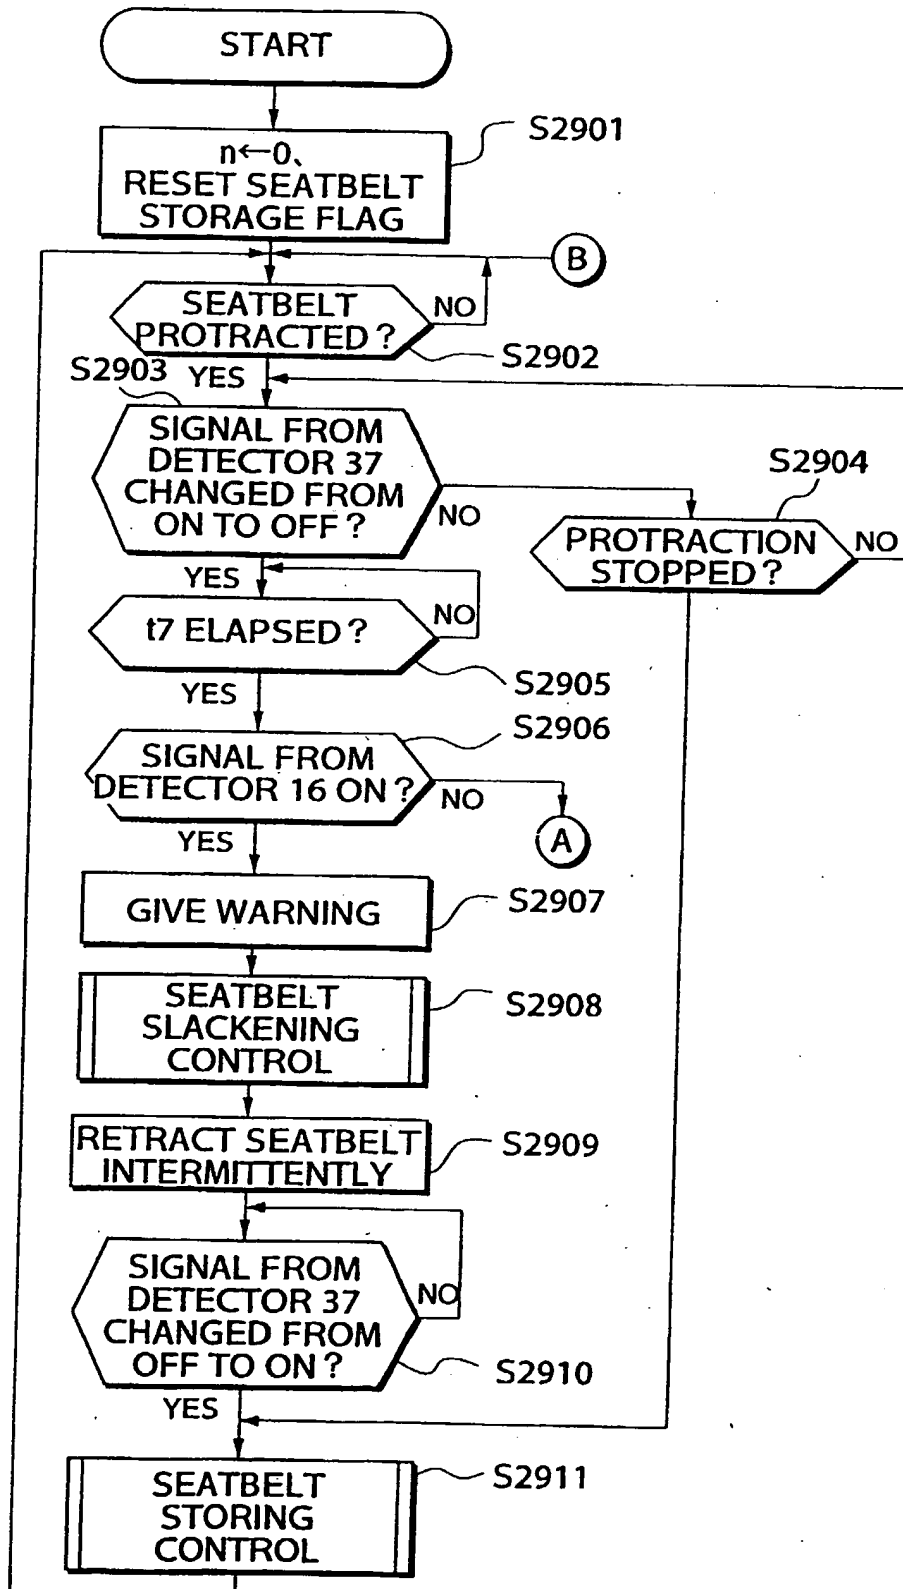 START
S2901
n←0、
RESET SEATBELT
STORAGE FLAG
B
SEATBELT
PROTRACTED?
NO
S2902
YES
S2903
SIGNAL FROM
DETECTOR 37
CHANGED FROM
ON TO OFF?
NO
S2904
PROTRACTION
STOPPED?
NO
YES
t7 ELAPSED?
NO
S2905
YES
S2906
SIGNAL FROM
DETECTOR 16 ON?
NO
A
YES
GIVE WARNING
S2907
SEATBELT
SLACKENING
CONTROL
S2908
RETRACT SEATBELT
INTERMITTENTLY
S2909
SIGNAL FROM
DETECTOR 37
CHANGED FROM
OFF TO ON?
NO
S2910
YES
SEATBELT
STORING
CONTROL
S2911